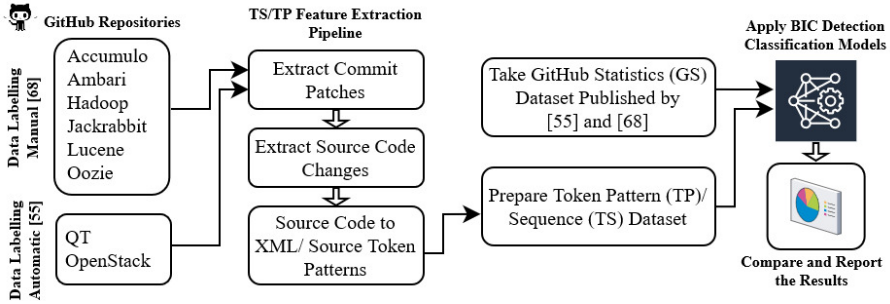 GitHub Repositories
Data Labelling
Manual [68]
Accumulo
Ambari
Hadoop
Jackrabbit
Lucene
Oozie
Data Labelling
Automatic [55]
QT
OpenStack
TS/TP Feature Extraction
Pipeline
Extract Commit
Patches
Extract Source Code
Changes
Source Code to
XML/ Source Token
Patterns
Take GitHub Statistics (GS)
Dataset Published by
[55] and [68]
Prepare Token Pattern (TP)/
Sequence (TS) Dataset
Apply BIC Detection
Classification Models
Compare and Report
the Results